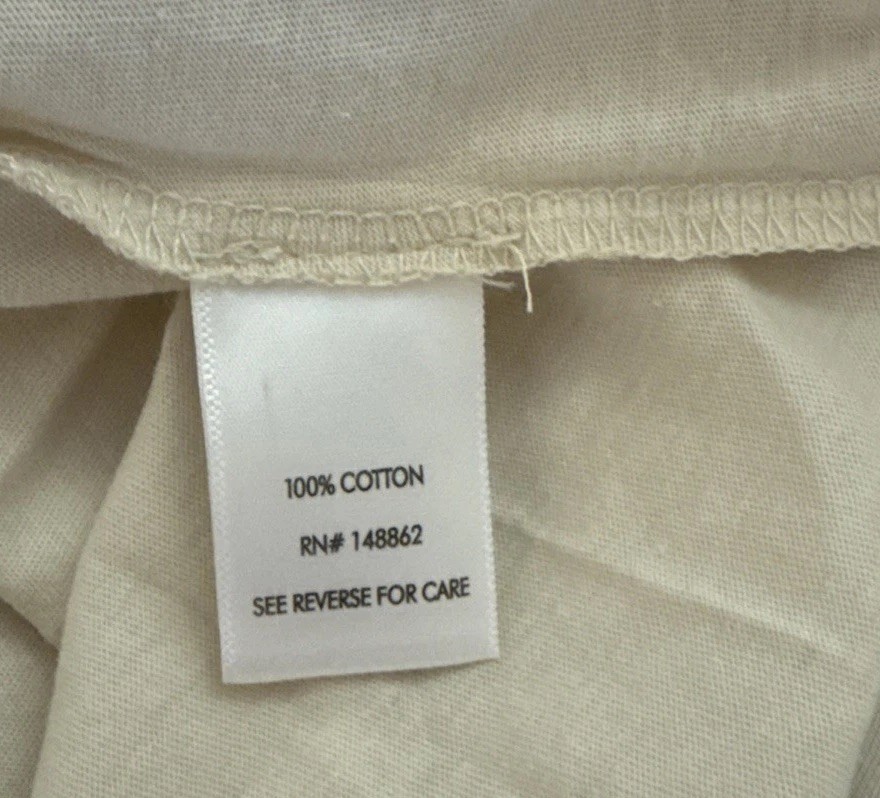 100% COTTON
RN# 148862
SEE REVERSE FOR CARE